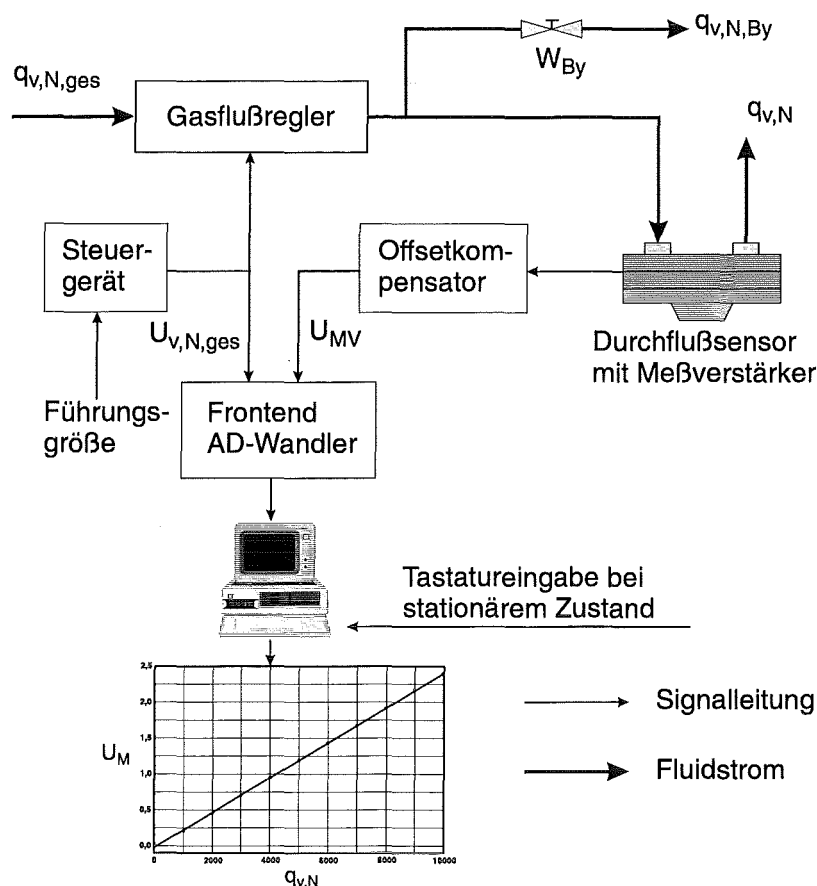 q_v,N,By
W_By
q_v,N,ges
Gasflußregler
q_v,N
Steuer-
gerät
Offsetkom-
pensator
U_v,N,ges
U_MV
Durchflußsensor
mit Meßverstärker
Führungs-
größe
Frontend
AD-Wandler
Tastatureingabe bei
stationärem Zustand
2,5
2,0
1,5
1,0
0,5
0,0
U_M
0 2000 4000 6000 8000 10000
q_v,N
Signalleitung
Fluidstrom